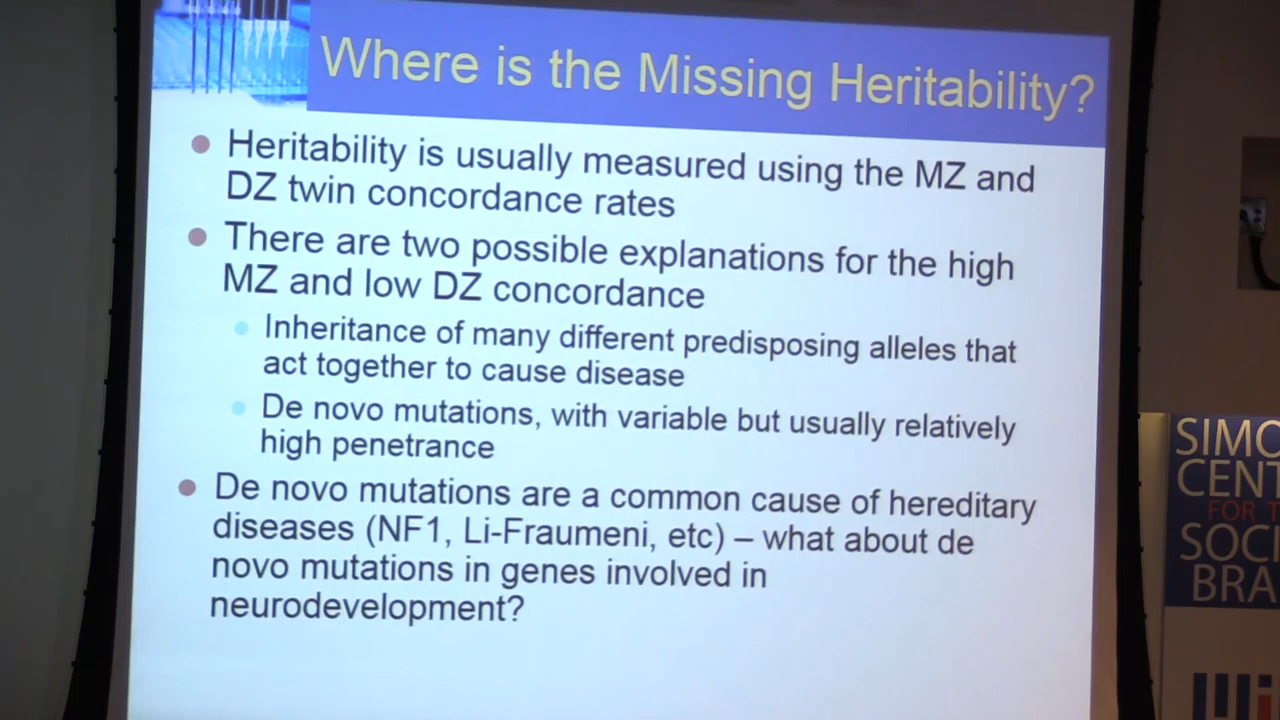 Where is the Missing Heritability?
Heritability is usually measured using the MZ and
DZ twin concordance rates
There are two possible explanations for the high
MZ and low DZ concordance
Inheritance of many different predisposing alleles that
act together to cause disease
De novo mutations, with variable but usually relatively
high penetrance
De novo mutations are a common cause of hereditary
diseases (NF1, Li-Fraumeni, etc) – what about de
novo mutations in genes involved in
neurodevelopment?
SIMO
CENT
FOR T
SOCI
BRA